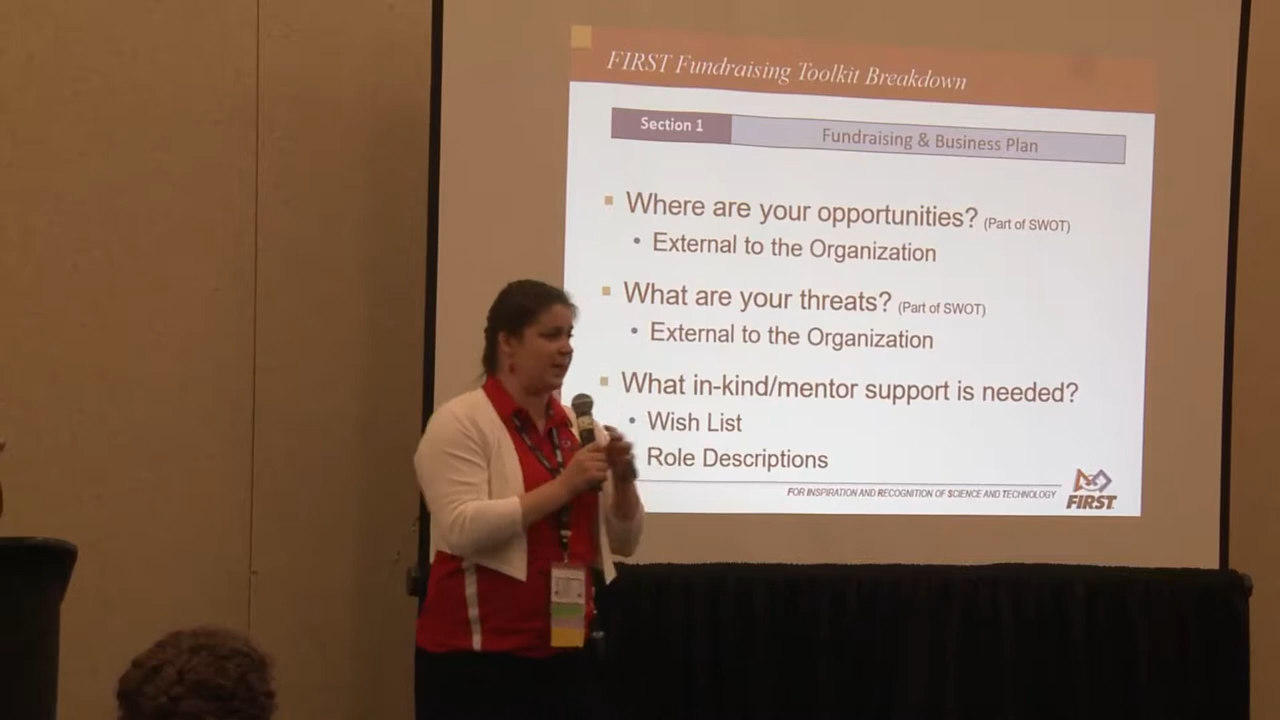 FIRST Fundraising Toolkit Breakdown
Section 1
Fundraising & Business Plan
Where are your opportunities? (Part of SWOT)
External to the Organization
What are your threats? (Part of SWOT)
External to the Organization
What in-kind/mentor support is needed?
Wish List
Role Descriptions
FOR INSPIRATION AND RECOGNITION OF SCIENCE AND TECHNOLOGY
FIRST